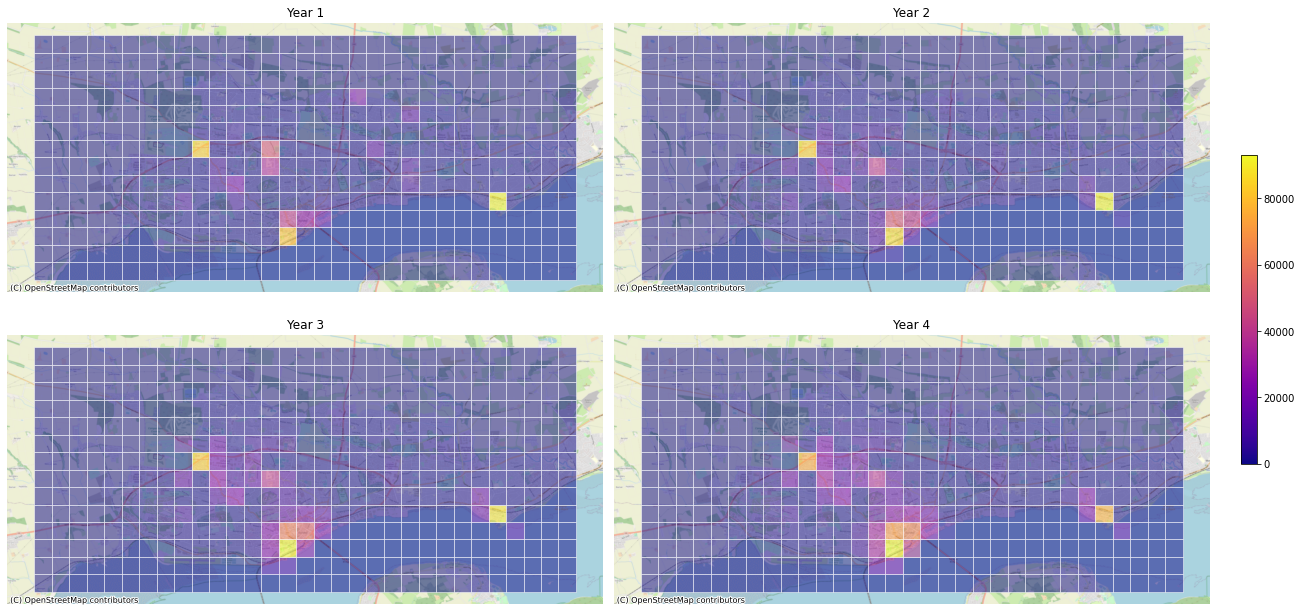 Year 1
Year 2
(C) OpenStreetMap contributors
(C) OpenStreetMap contributors
80000
60000
40000
20000
0
Year 3
Year 4
(C) OpenStreetMap contributors
(C) OpenStreetMap contributors